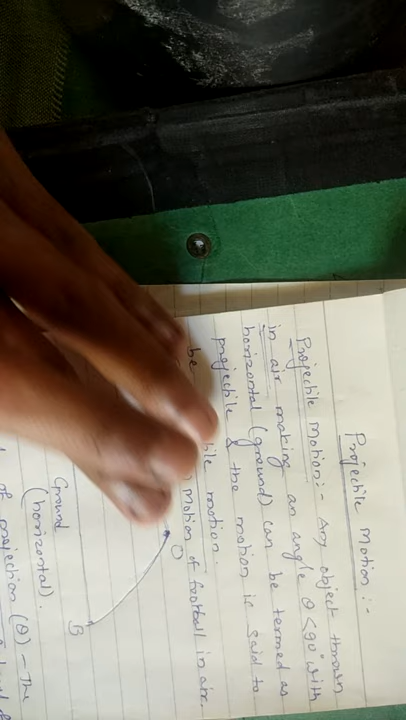 Projectile Motion :-
Projectile Motion:- Any object thrown
in air making an angle θ <90° with
horizontal (ground) can be termed as
projectile & the motion is said to
be motion.
motion of football in air.
B
Ground
(horizontal).
of projection (θ) - The